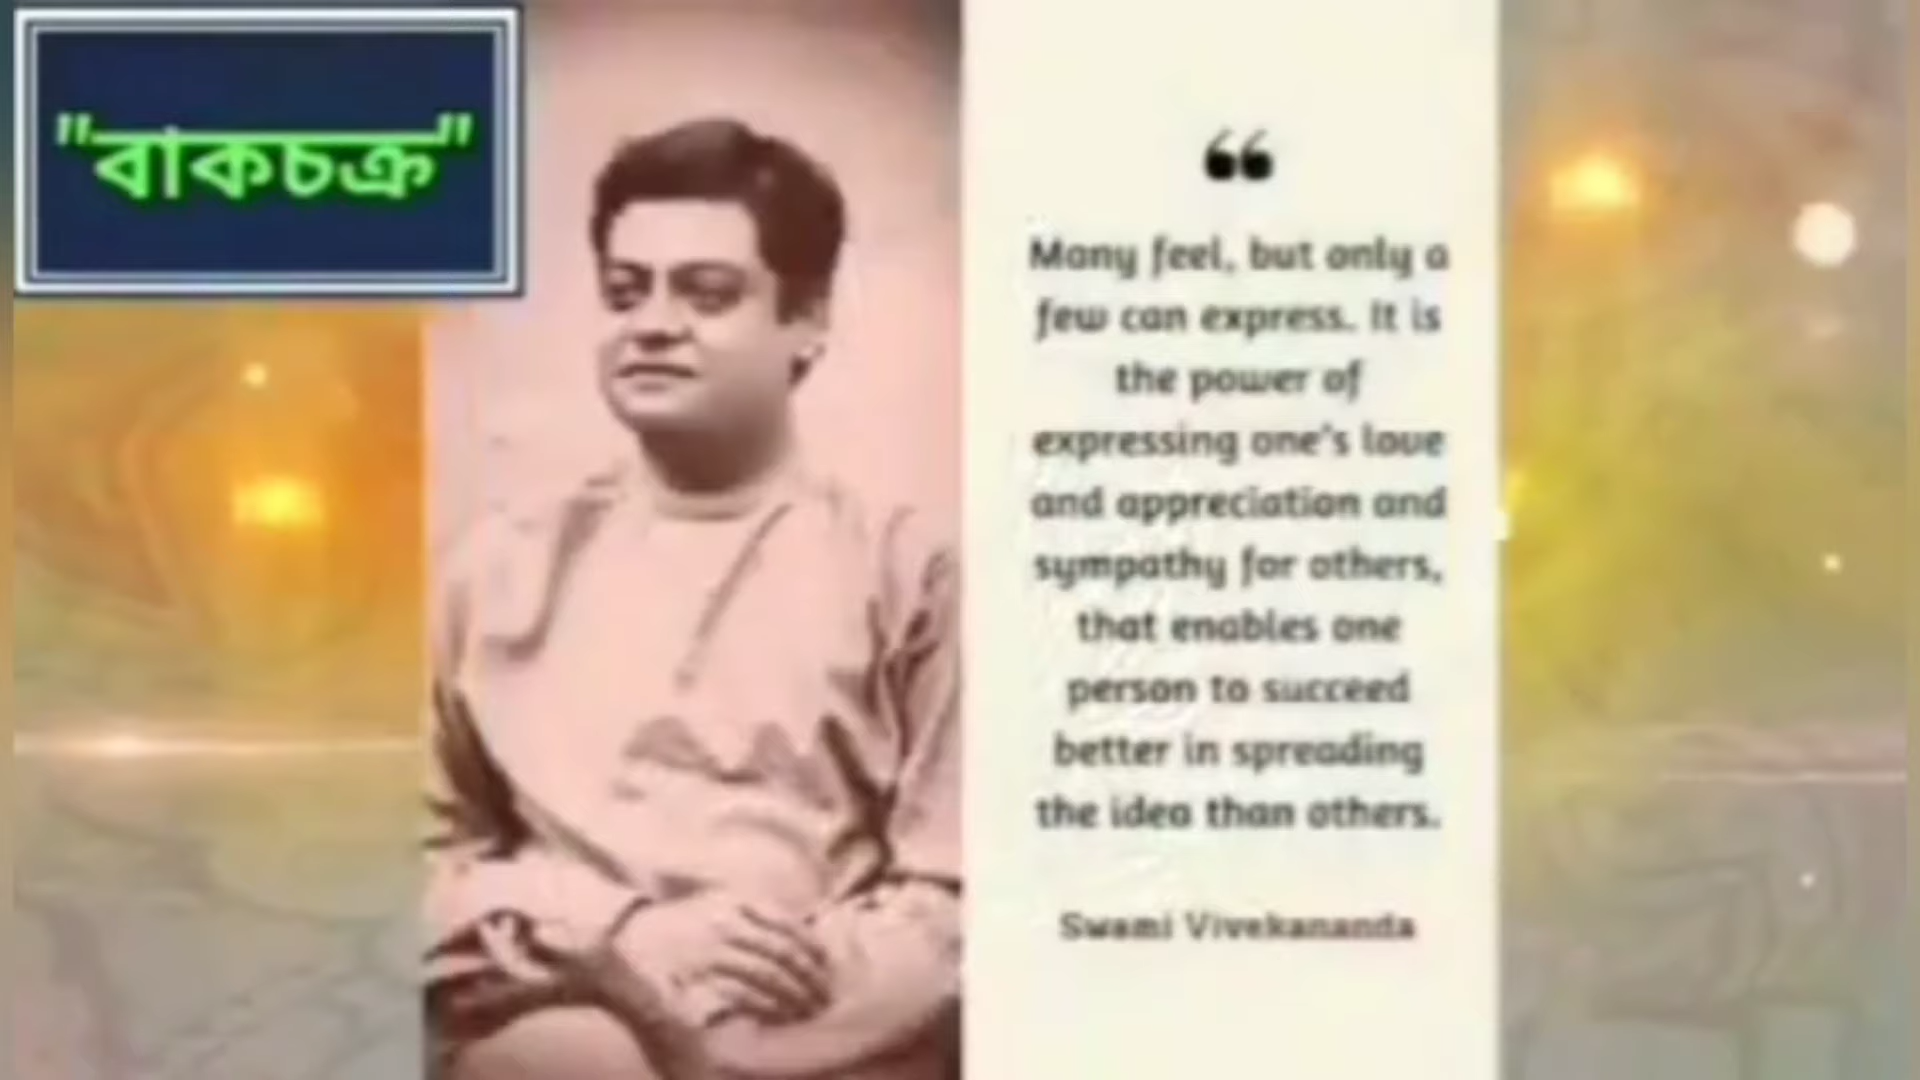 "বাকচক্র"
❝
Many feel, but only a
few can express. It is
the power of
expressing one's love
and appreciation and
sympathy for others,
that enables one
person to succeed
better in spreading
the idea than others.
Swami Vivekananda